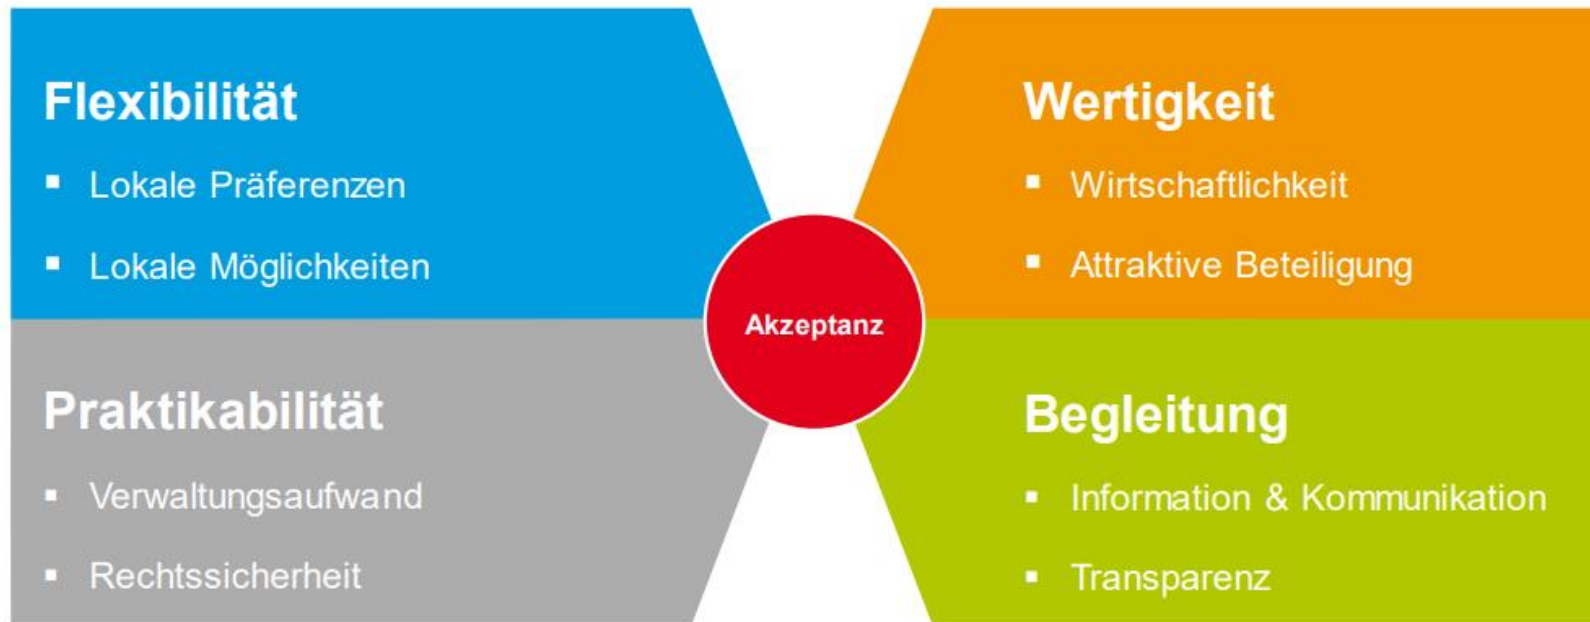 Flexibilität
▪ Lokale Präferenzen
▪ Lokale Möglichkeiten
Wertigkeit
▪ Wirtschaftlichkeit
▪ Attraktive Beteiligung
Akzeptanz
Praktikabilität
▪ Verwaltungsaufwand
▪ Rechtssicherheit
Begleitung
▪ Information & Kommunikation
▪ Transparenz